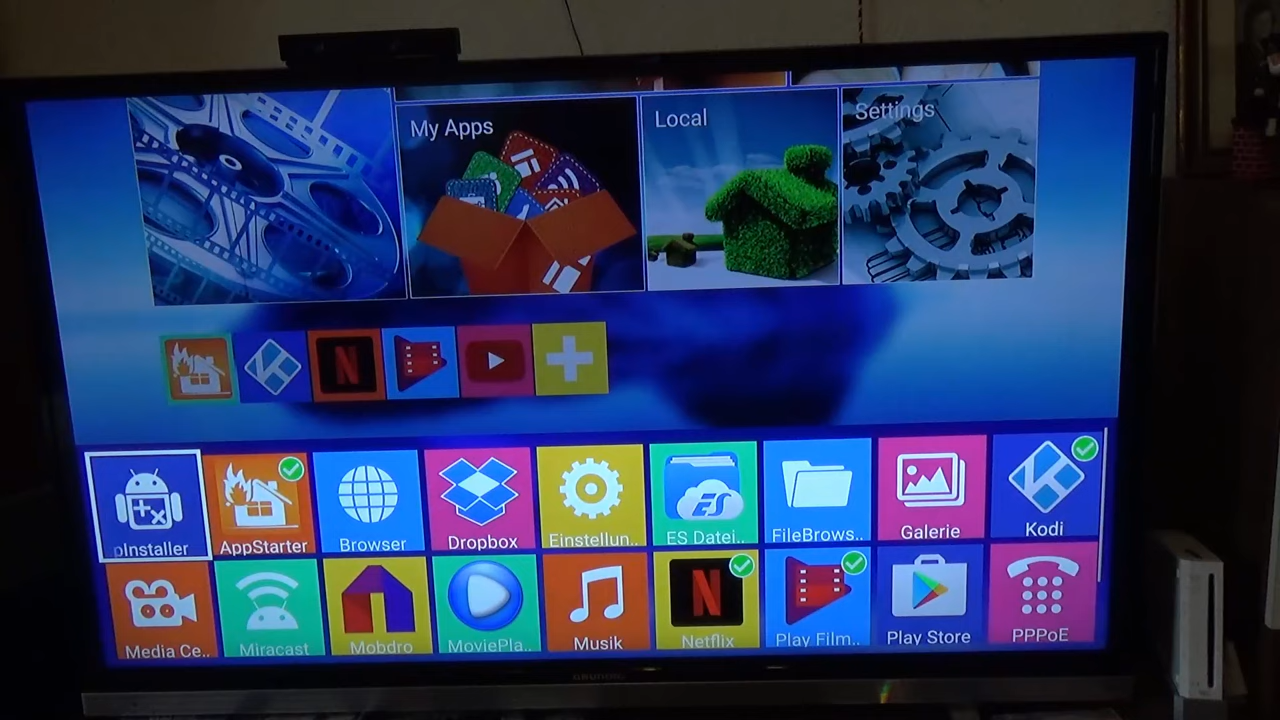 My Apps
Local
Settings
pInstaller
AppStarter
Browser
Dropbox
Einstellun..
ES Datei..
FileBrows..
Galerie
Kodi
Media Ce..
Miracast
Mobdro
MoviePla..
Musik
Netflix
Play Film..
Play Store
PPPoE
GRUNDIG